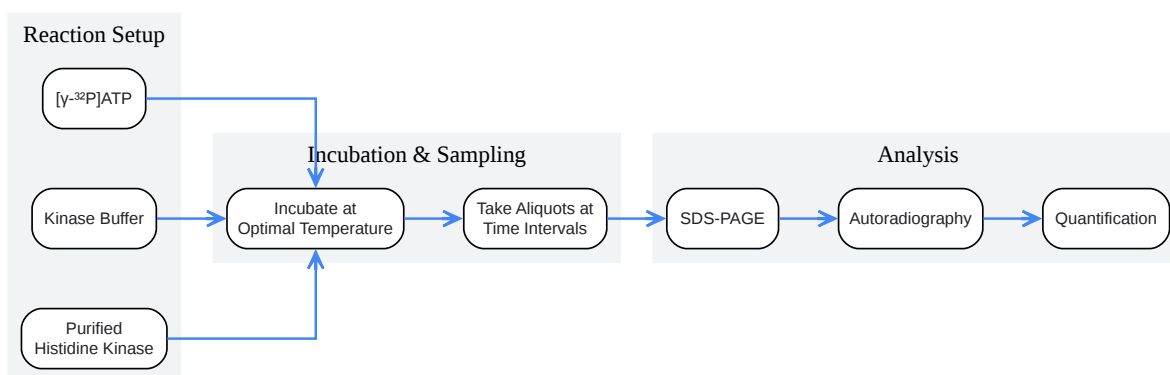 Reaction Setup
[γ-³²P]ATP
Kinase Buffer
Purified
Histidine Kinase
Incubation & Sampling
Incubate at
Optimal Temperature
Take Aliquots at
Time Intervals
Analysis
SDS-PAGE
Autoradiography
Quantification